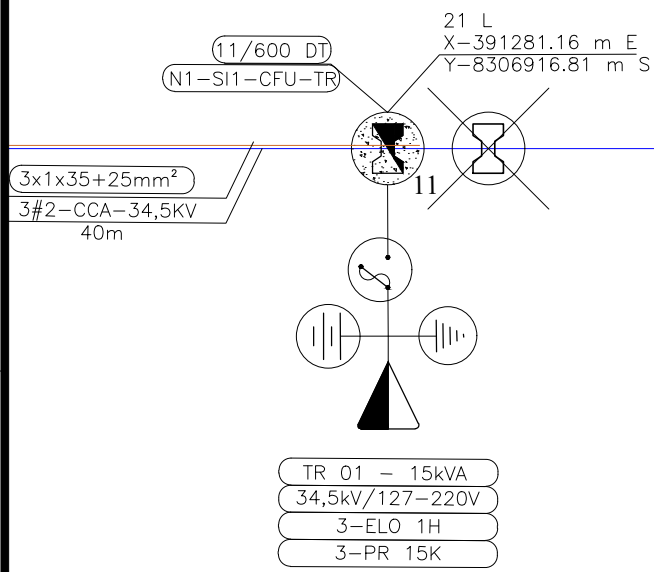 21 L
X-391281.16 m E
Y-8306916.81 m S
11/600 DT
N1-SI1-CFU-TR
11
3x1x35+25mm²
3#2-CCA-34,5KV
40m
TR 01 - 15kVA
34,5kV/127-220V
3-ELO 1H
3-PR 15K